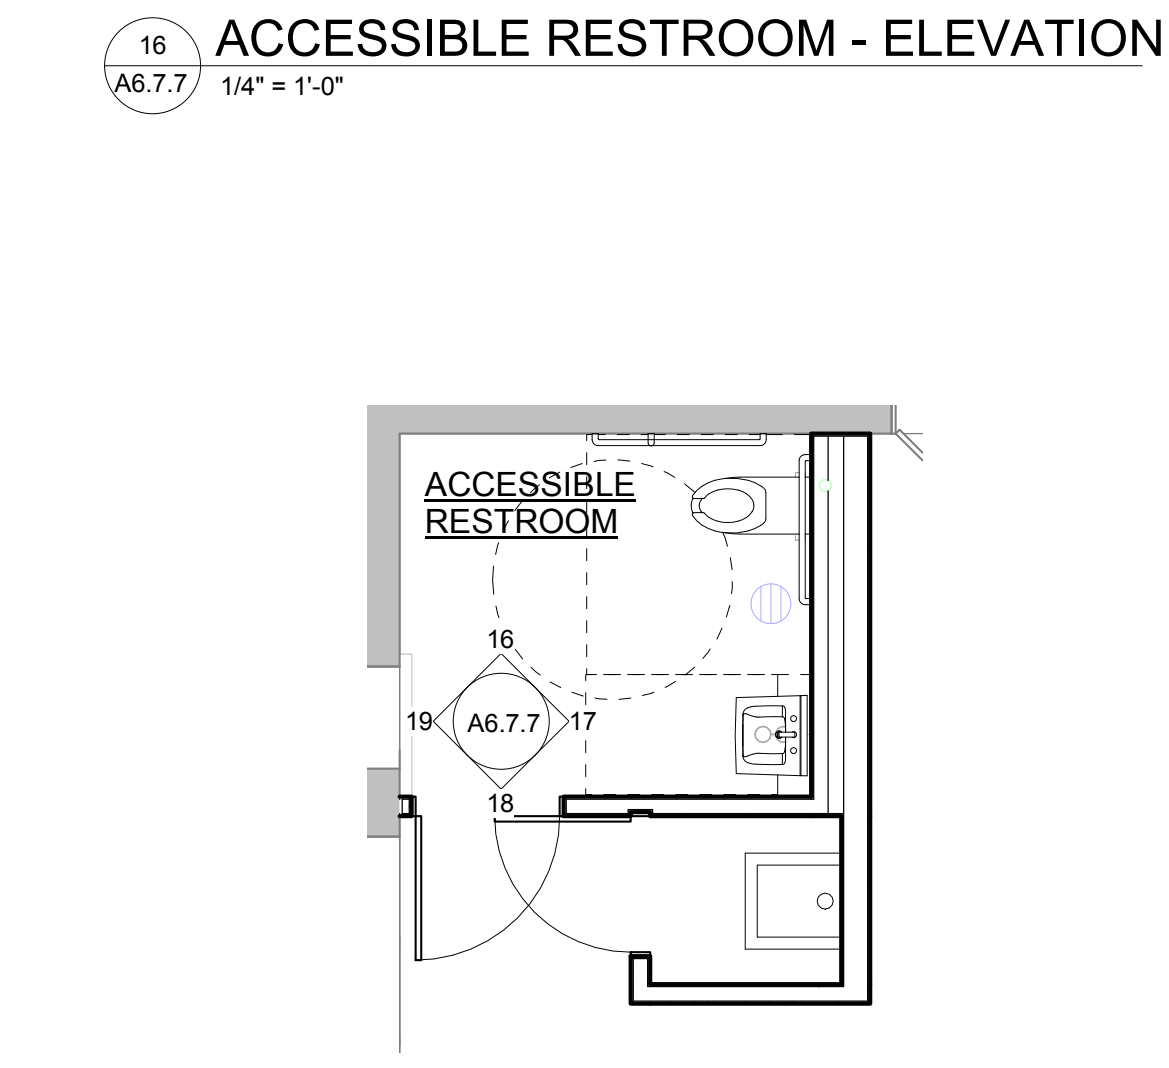 16
ACCESSIBLE RESTROOM - ELEVATION
A6.7.7
1/4" = 1'-0"
ACCESSIBLE
RESTROOM
16
19
A6.7.7
17
18